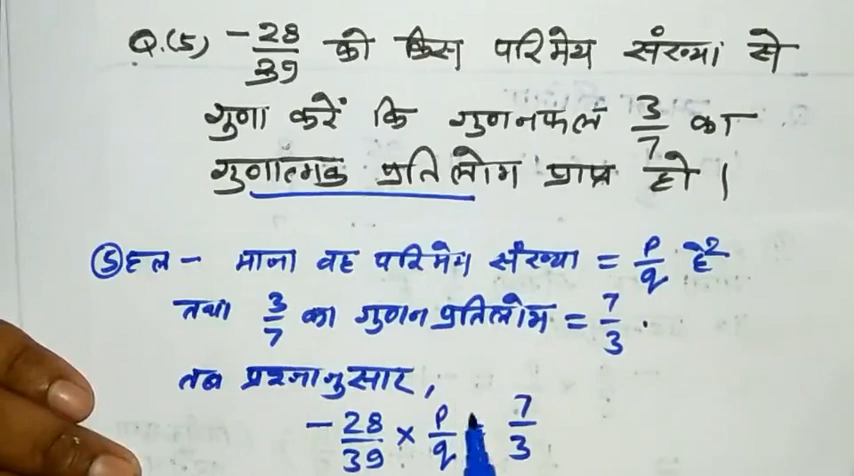 Q.(5) -28/39 को किस परिमेय संख्या से
गुणा करें कि गुणनफल 3/7 का
गुणात्मक प्रतिलोम प्राप्त हो।
(5) हल - माना वह परिमेय संख्या = p/q है
तथा 3/7 का गुणन प्रतिलोम = 7/3.
तब प्रश्नानुसार,
-28/39 × p/q 7/3